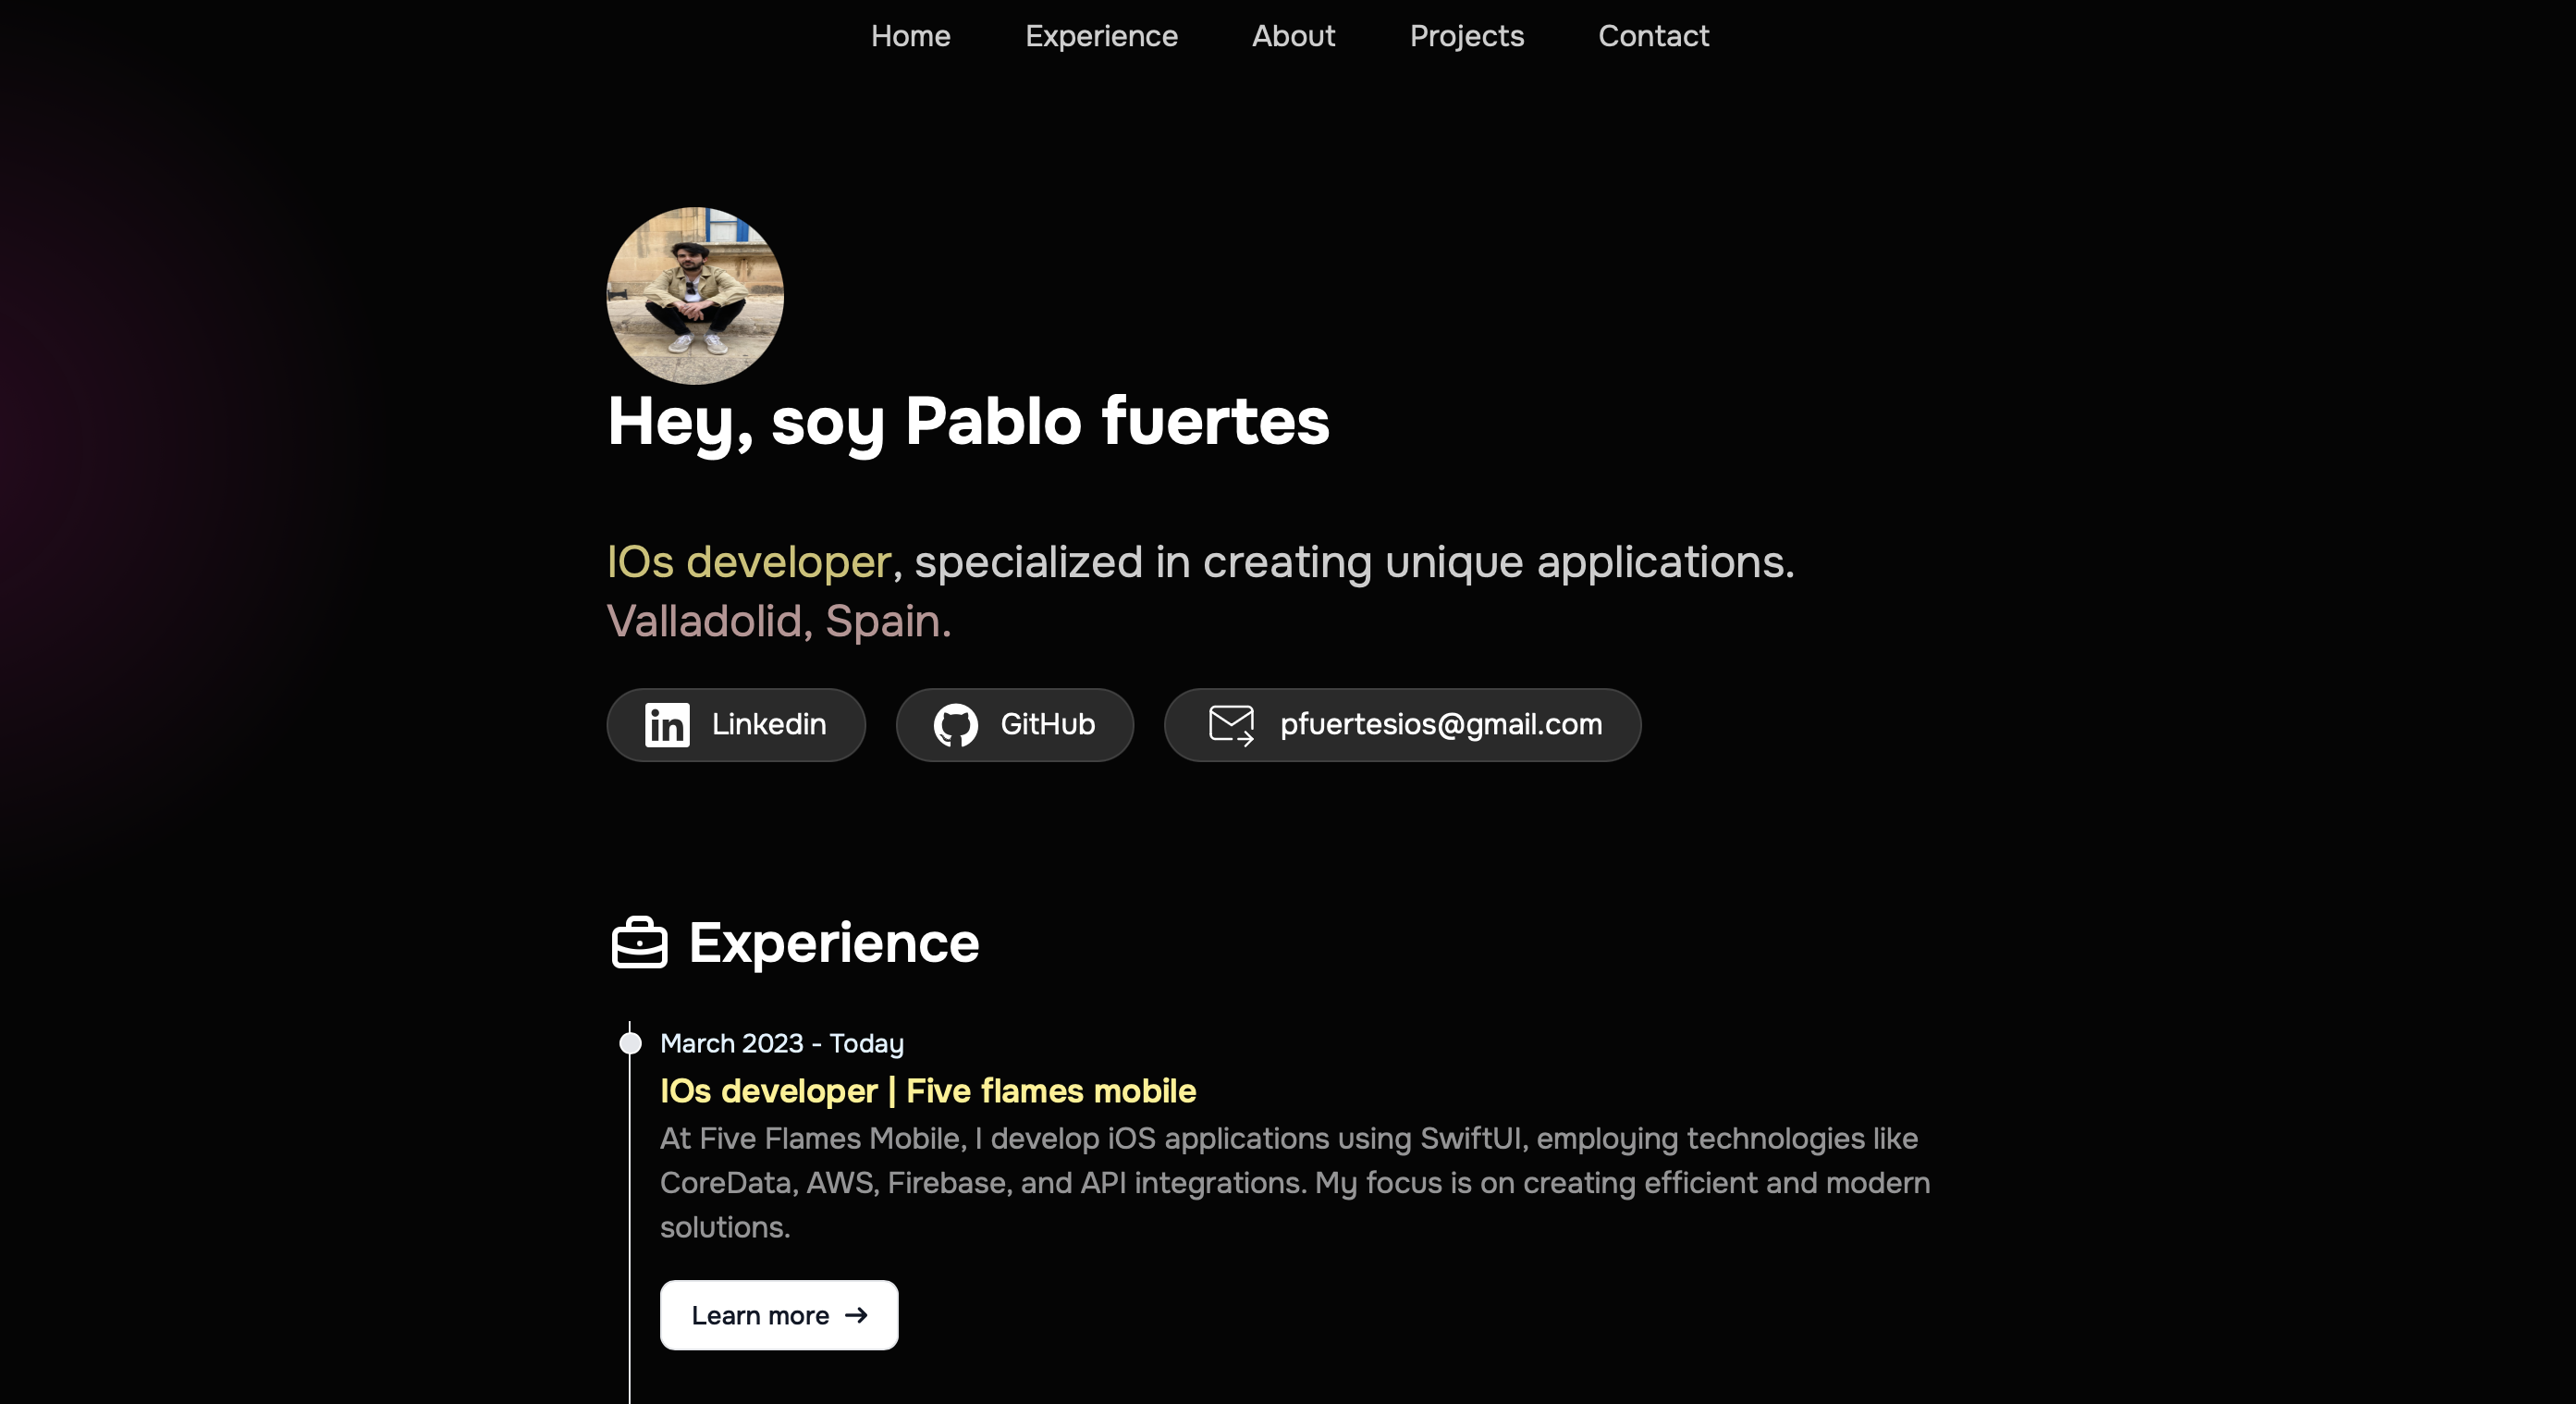 Home Experience About Projects Contact
Hey, soy Pablo fuertes
IOs developer, specialized in creating unique applications.
Valladolid, Spain.
Linkedin GitHub pfuertesios@gmail.com
Experience
March 2023 - Today
IOs developer | Five flames mobile
At Five Flames Mobile, I develop iOS applications using SwiftUI, employing technologies like
CoreData, AWS, Firebase, and API integrations. My focus is on creating efficient and modern
solutions.
Learn more →